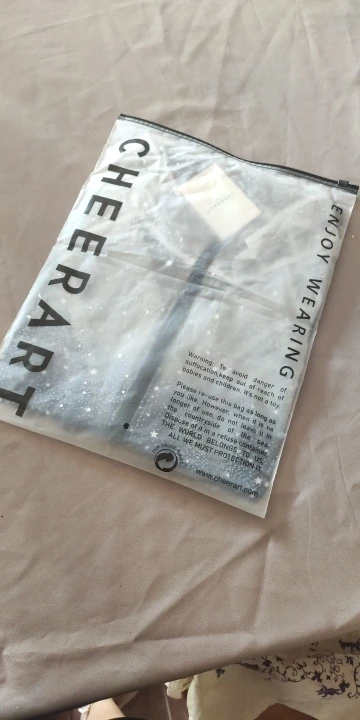 CHEERART
ENJOY WEARING
Warning: To avoid danger of
suffocation,keep out of reach of
babies and children. It's not a toy
Please re-use this bag as long as
you like. However, when it is no
longer of use, do not leave it in
the countryside or the sea.
Dispose of it in a refuse container.
THE WORLD BELONGS TO US,
ALL WE MUST PROTECTION IT.
www.cheerart.com